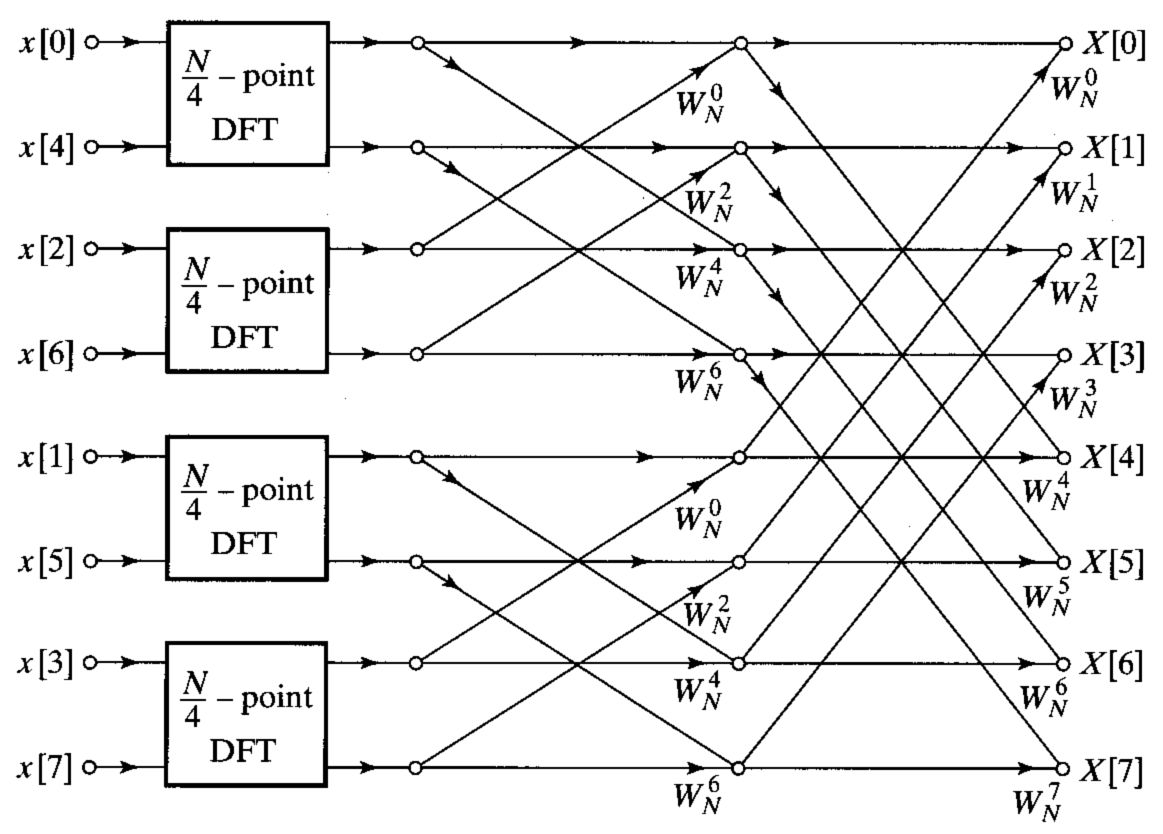 x[0]
N/4 – point
DFT
x[4]
x[2]
N/4 – point
DFT
x[6]
x[1]
N/4 – point
DFT
x[5]
x[3]
N/4 – point
DFT
x[7]
W_N^0
W_N^2
W_N^4
W_N^6
W_N^0
W_N^2
W_N^4
W_N^6
X[0]
W_N^0
X[1]
W_N^1
X[2]
W_N^2
X[3]
W_N^3
X[4]
W_N^4
X[5]
W_N^5
X[6]
W_N^6
X[7]
W_N^7